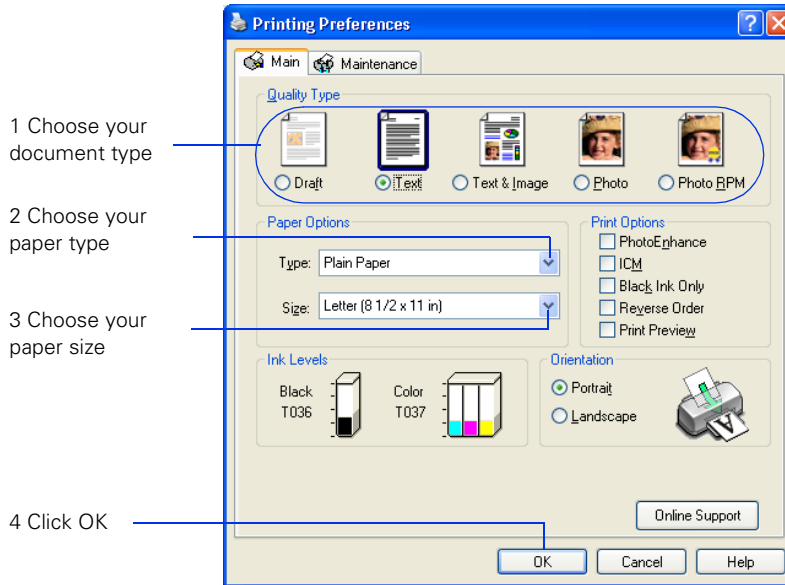 Printing Preferences
Main
Maintenance
Quality Type
1 Choose your
document type
Draft
Text
Text & Image
Photo
Photo RPM
2 Choose your
paper type
Paper Options
Type: Plain Paper
Size: Letter (8 1/2 x 11 in)
3 Choose your
paper size
Print Options
PhotoEnhance
ICM
Black Ink Only
Reverse Order
Print Preview
Ink Levels
Black
T036
Color
T037
Orientation
Portrait
Landscape
A
Online Support
4 Click OK
OK
Cancel
Help